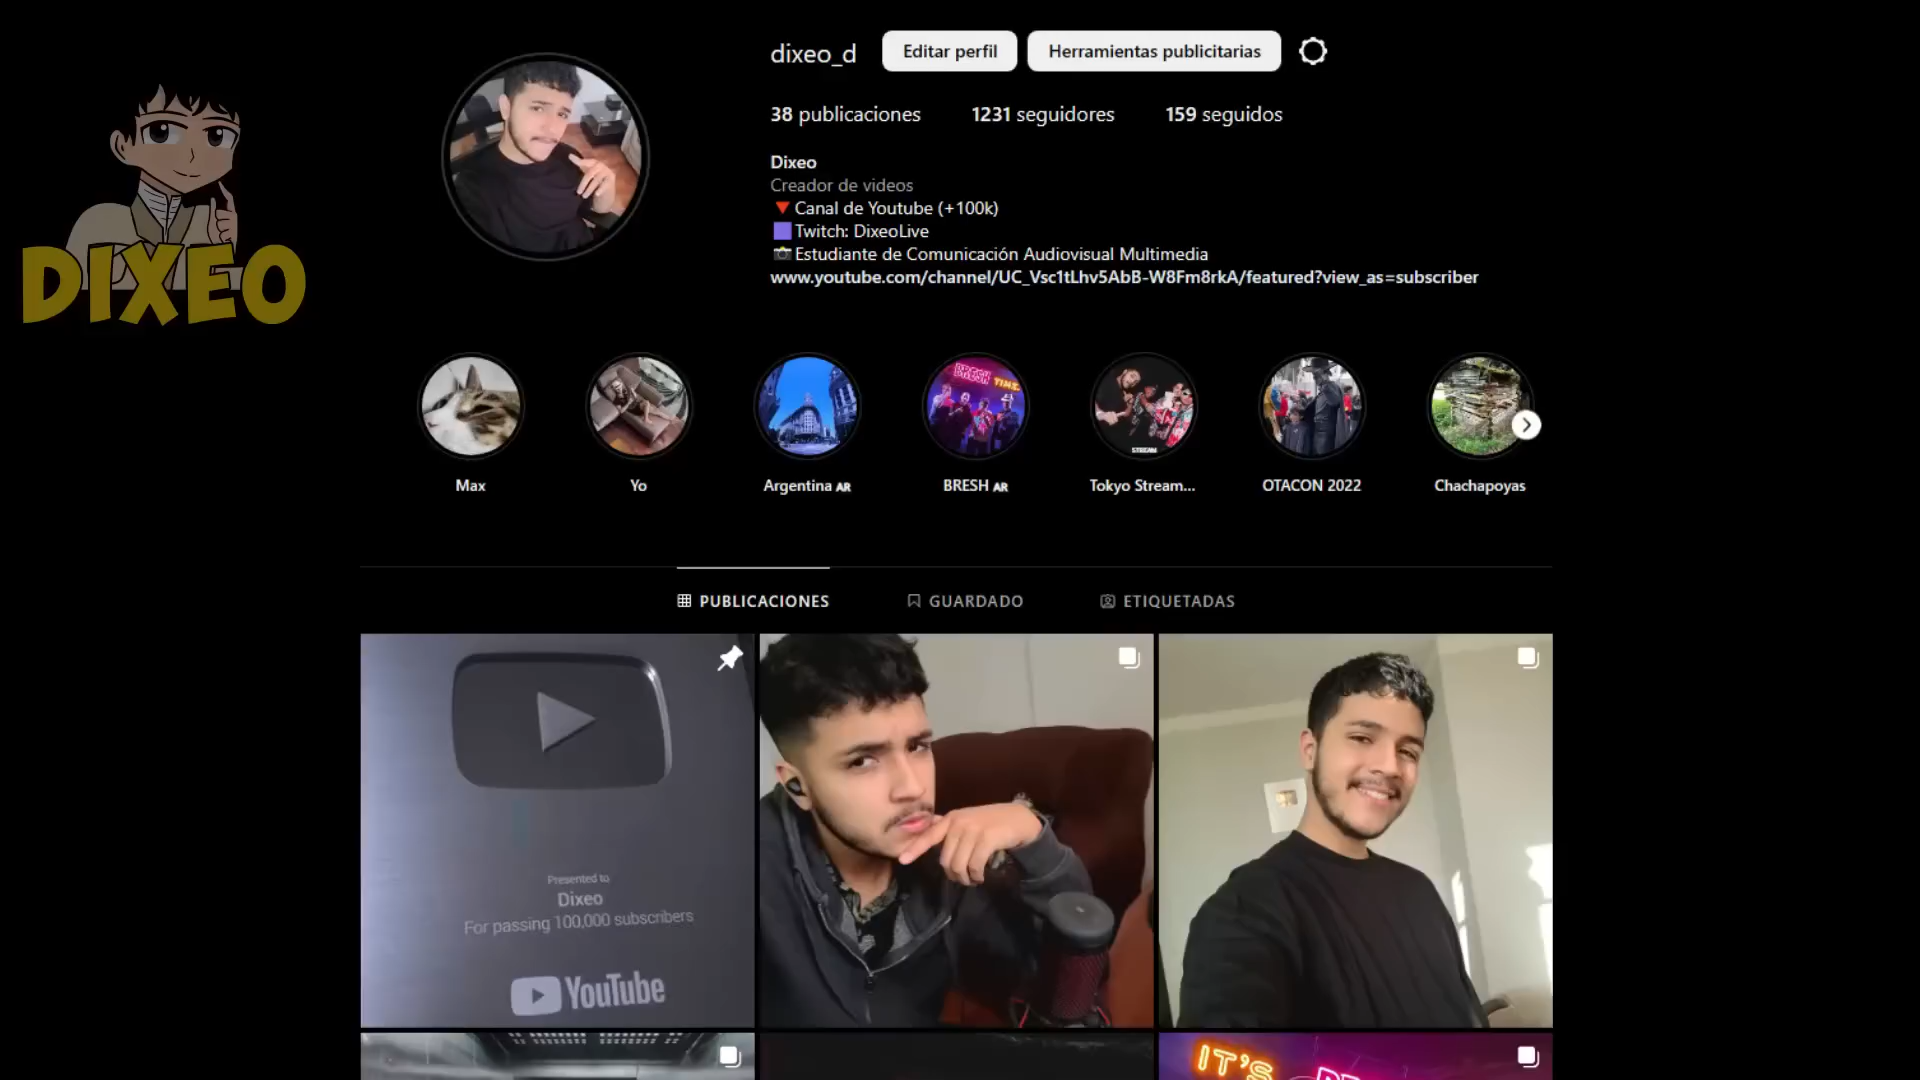 dixeo_d
Editar perfil
Herramientas publicitarias
38 publicaciones
1231 seguidores
159 seguidos
DIXEO
Dixeo
Creador de videos
Canal de Youtube (+100k)
Twitch: DixeoLive
Estudiante de Comunicación Audiovisual Multimedia
www.youtube.com/channel/UC_Vsc1tLhv5AbB-W8Fm8rkA/featured?view_as=subscriber
BRESH TIME
STREAM
Max
Yo
Argentina AR
BRESH AR
Tokyo Stream...
OTACON 2022
Chachapoyas
PUBLICACIONES
GUARDADO
ETIQUETADAS
Presented to
Dixeo
For passing 100,000 subscribers
YouTube
IT'S